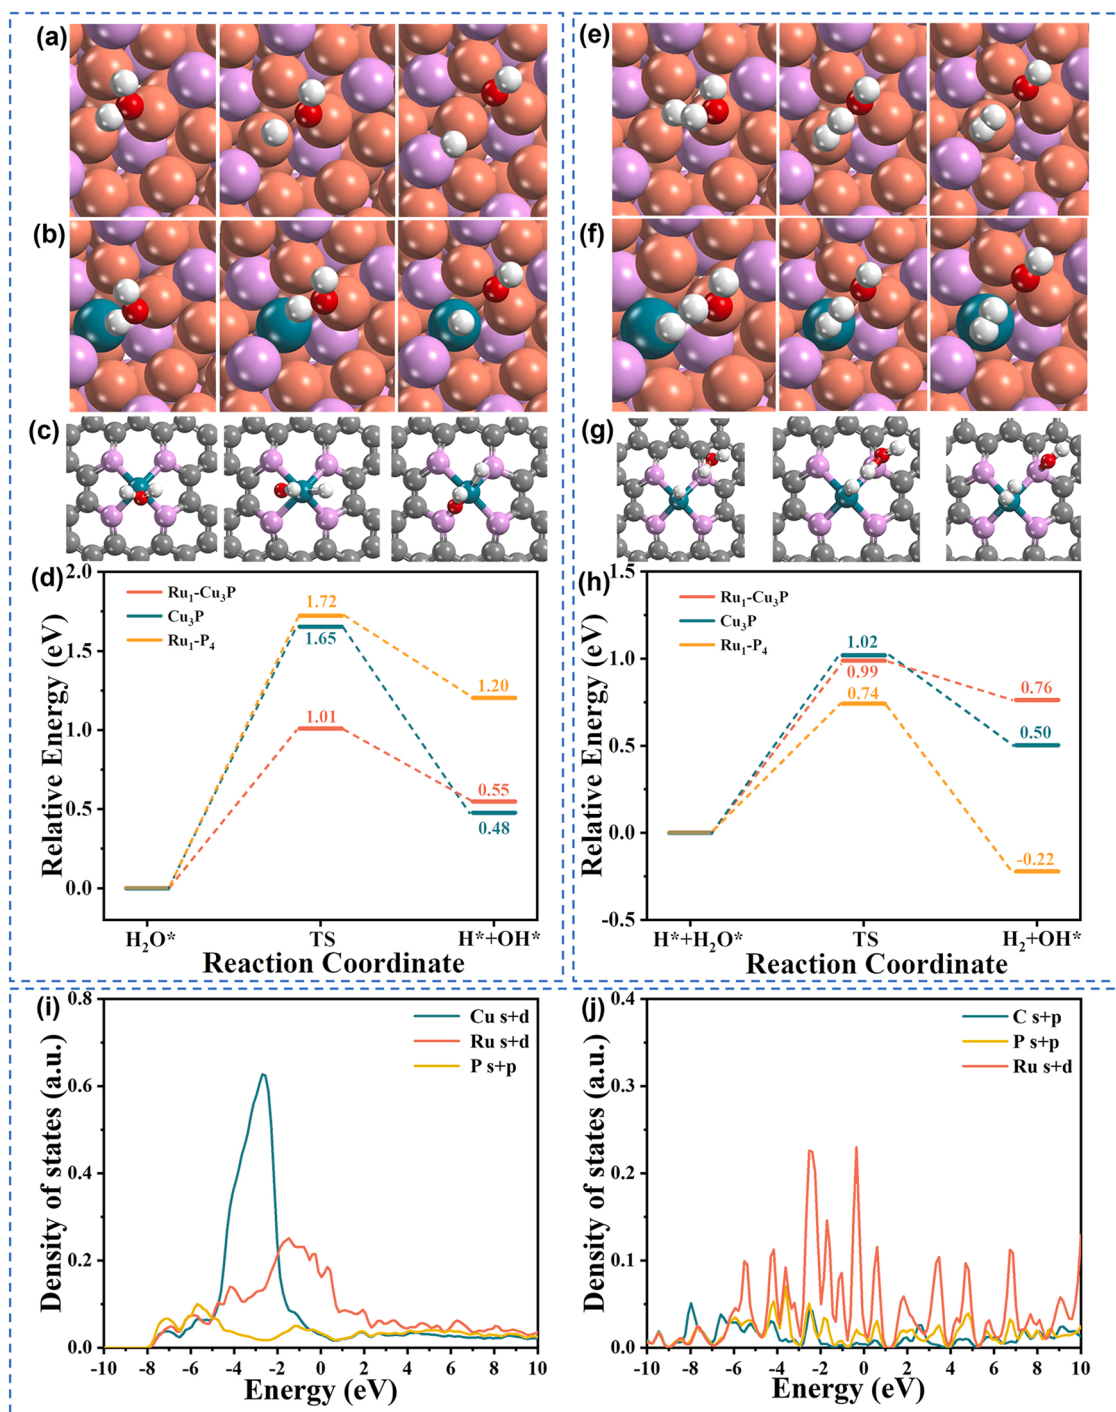 (a)
(b)
(c)
(d)
2.0
1.5
1.0
0.5
0.0
Relative Energy (eV)
Ru₁-Cu₃P
Cu₃P
Ru₁-P₄
1.72
1.65
1.01
1.20
0.55
0.48
H₂O*
TS
H*+OH*
Reaction Coordinate
(e)
(f)
(g)
(h)
1.5
1.0
0.5
0.0
-0.5
Relative Energy (eV)
Ru₁-Cu₃P
Cu₃P
Ru₁-P₄
1.02
0.99
0.74
0.76
0.50
-0.22
H*+H₂O*
TS
H₂+OH*
Reaction Coordinate
(i)
0.8
0.6
0.4
0.2
0.0
Density of states (a.u.)
Cu s+d
Ru s+d
P s+p
-10 -8 -6 -4 -2 0 2 4 6 8 10
Energy (eV)
(j)
0.4
0.3
0.2
0.1
0.0
Density of states (a.u.)
C s+p
P s+p
Ru s+d
-10 -8 -6 -4 -2 0 2 4 6 8 10
Energy (eV)